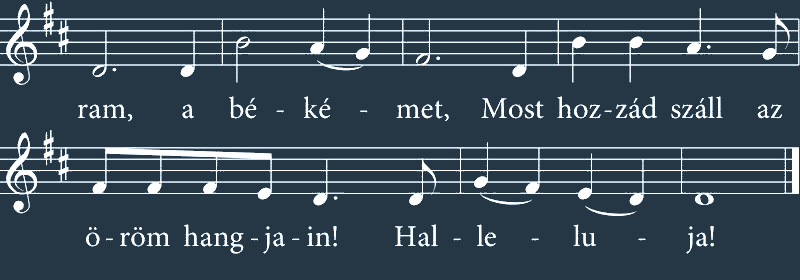 ram, a bé - ké - met, Most hoz-zád száll az
ö-röm hang-ja-in! Hal - le - lu - ja!